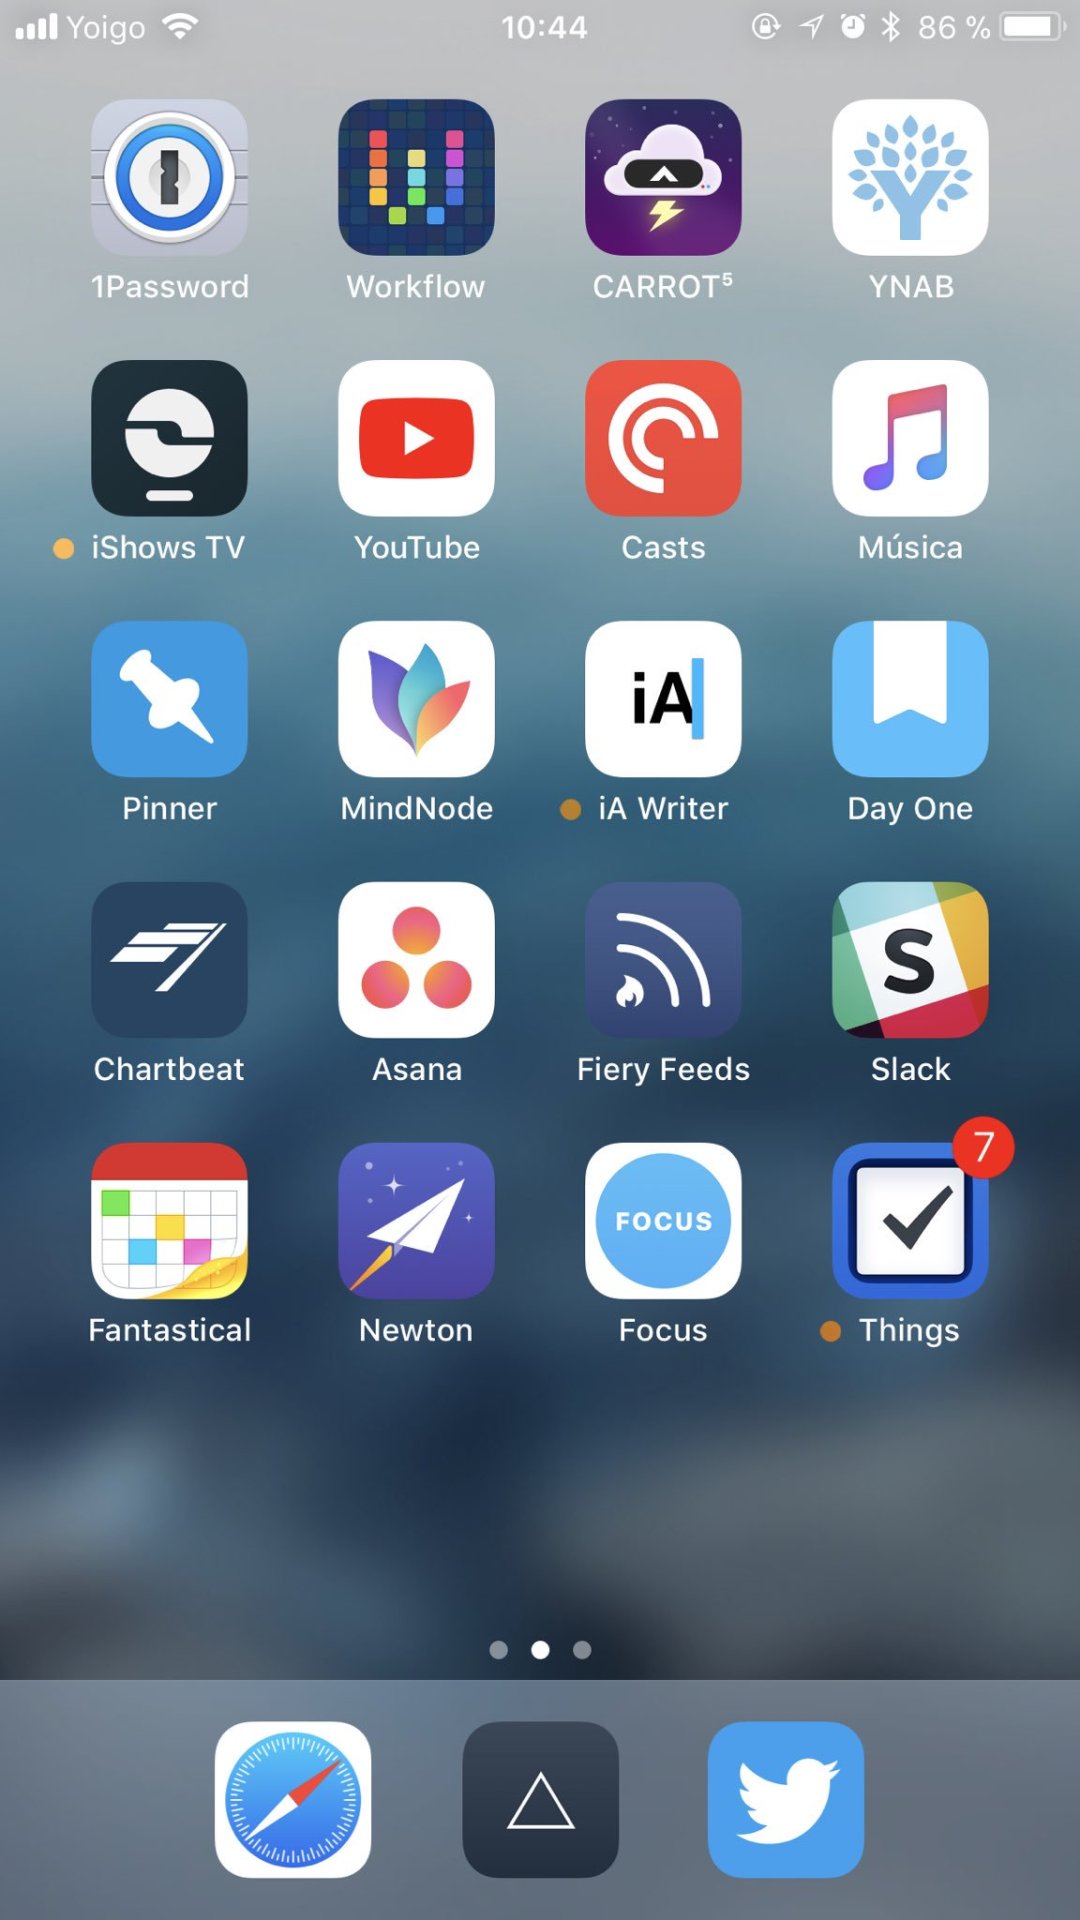 Yoigo 10:44 86 %
1Password Workflow CARROT⁵ YNAB
iShows TV YouTube Casts Música
iA
Pinner MindNode iA Writer Day One
S
Chartbeat Asana Fiery Feeds Slack
7
FOCUS
Fantastical Newton Focus Things